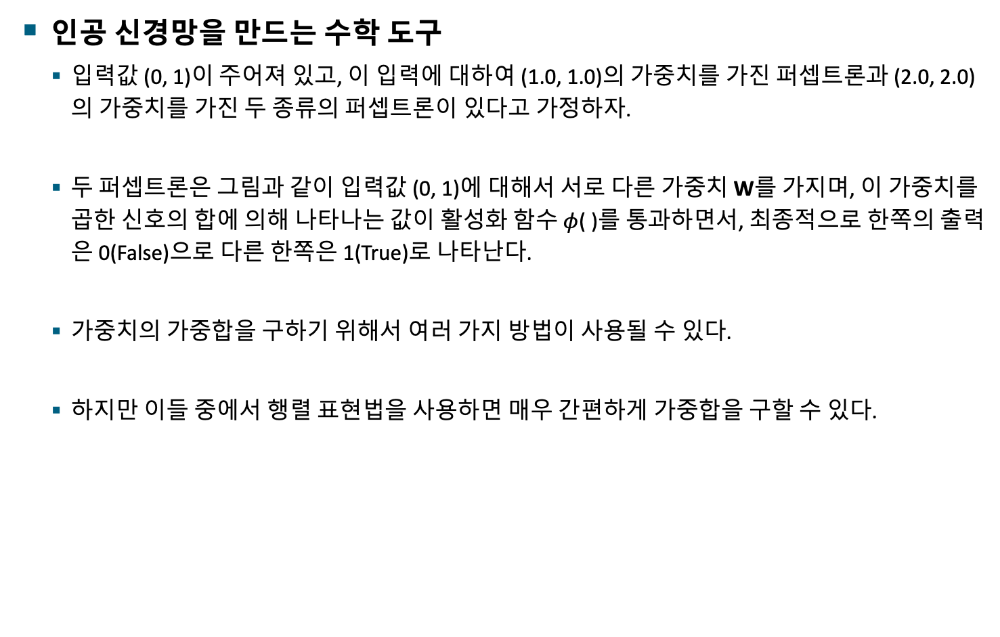 인공 신경망을 만드는 수학 도구
입력값 (0, 1)이 주어져 있고, 이 입력에 대하여 (1.0, 1.0)의 가중치를 가진 퍼셉트론과 (2.0, 2.0)
의 가중치를 가진 두 종류의 퍼셉트론이 있다고 가정하자.
두 퍼셉트론은 그림과 같이 입력값 (0, 1)에 대해서 서로 다른 가중치 W를 가지며, 이 가중치를
곱한 신호의 합에 의해 나타나는 값이 활성화 함수 ϕ( )를 통과하면서, 최종적으로 한쪽의 출력
은 0(False)으로 다른 한쪽은 1(True)로 나타난다.
가중치의 가중합을 구하기 위해서 여러 가지 방법이 사용될 수 있다.
하지만 이들 중에서 행렬 표현법을 사용하면 매우 간편하게 가중합을 구할 수 있다.